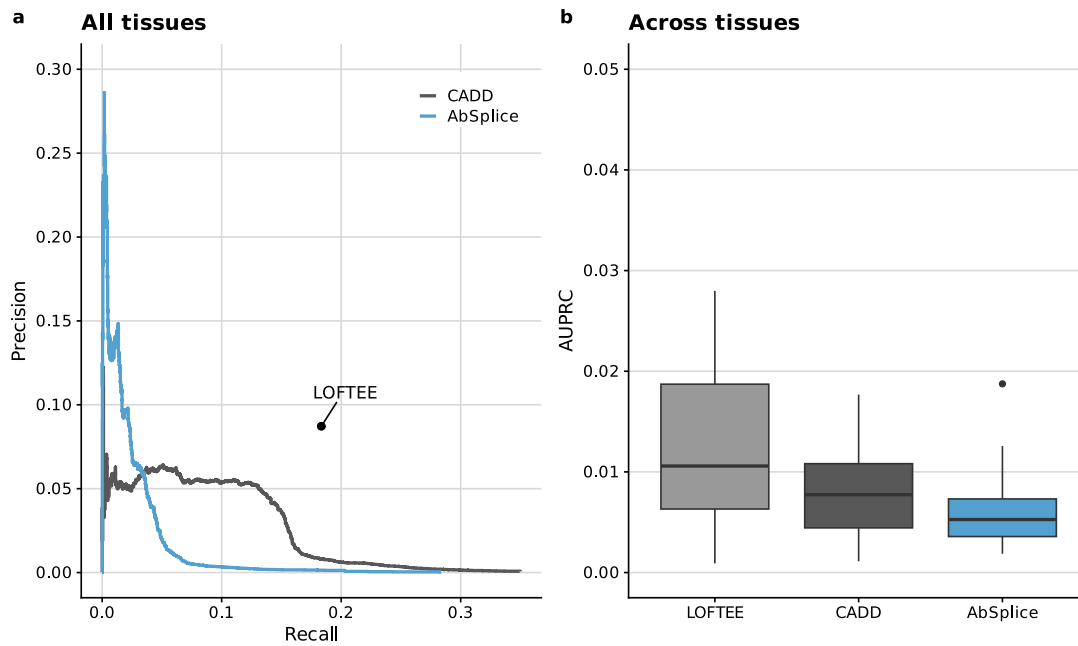 a
All tissues
Precision
0.30
0.25
0.20
0.15
0.10
0.05
0.00
CADD
AbSplice
LOFTEE
0.0
0.1
0.2
0.3
Recall
b
Across tissues
AUPRC
0.05
0.04
0.03
0.02
0.01
0.00
LOFTEE
CADD
AbSplice